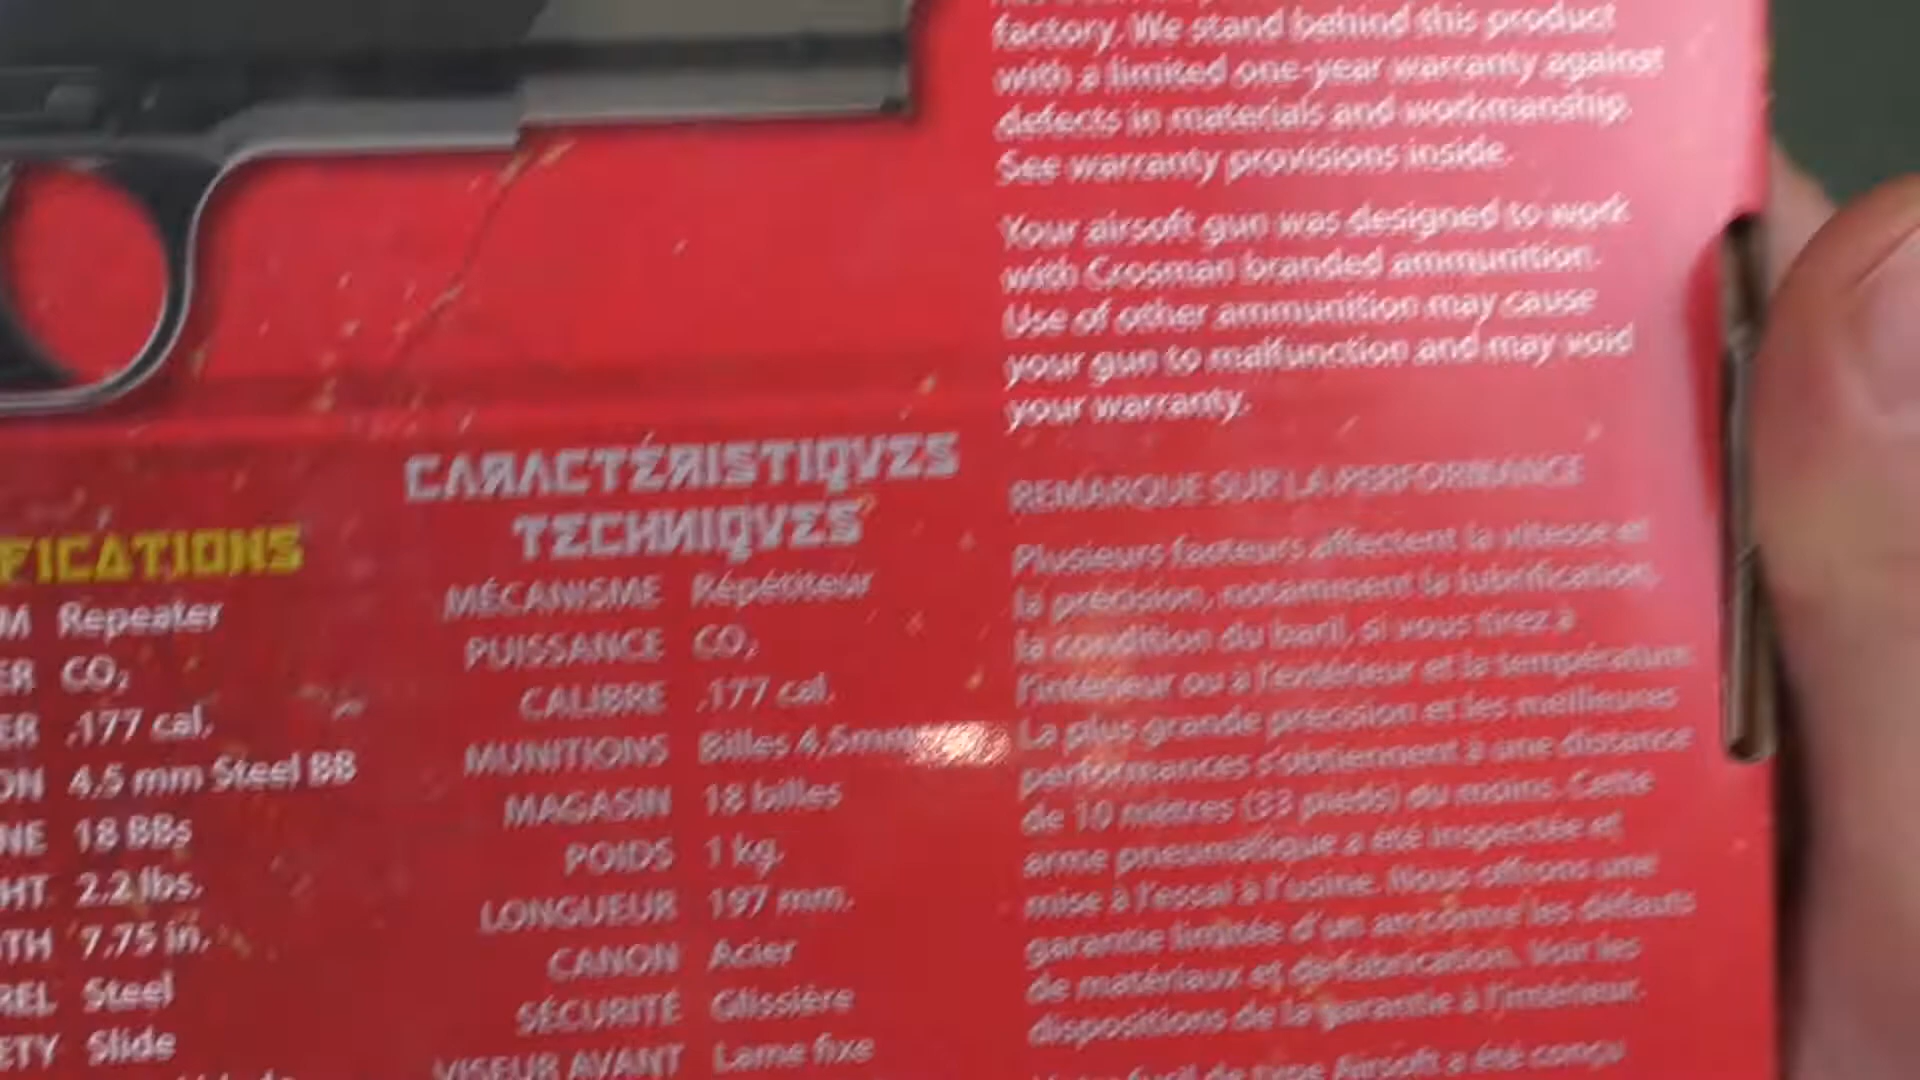 factory. We stand behind this product
with a limited one-year warranty against
defects in materials and workmanship.
See warranty provisions inside.
Your airsoft gun was designed to work
with Crosman branded ammunition.
Use of other ammunition may cause
your gun to malfunction and may void
your warranty.
FICATIONS
M Repeater
ER CO₂
ER .177 cal.
ON 4.5 mm Steel BB
NE 18 BBs
HT 2.2 lbs.
TH 7.75 in.
REL Steel
ETY Slide
CARACTÉRISTIQVES
TECHNIQVES
MÉCANISME Répétiteur
PUISSANCE CO₂
CALIBRE .177 cal.
MUNITIONS Billes 4,5mm
MAGASIN 18 billes
POIDS 1 kg.
LONGUEUR 197 mm.
CANON Acier
SÉCURITÉ Glissière
VISEUR AVANT Lame fixe
REMARQUE SUR LA PERFORMANCE
Plusieurs facteurs affectent la vitesse et
la précision, notamment la lubrification,
la condition du baril, si vous tirez à
l'intérieur ou à l'extérieur et la température.
La plus grande précision et les meilleures
performances s'obtiennent à une distance
de 10 mètres (33 pieds) du moins. Cette
arme pneumatique a été inspectée et
mise à l'essai à l'usine. Nous offrons une
garantie limitée d'un an contre les défauts
de matériaux et de fabrication. Voir les
dispositions de la garantie à l'intérieur.
fusil de type Airsoft a été conçu